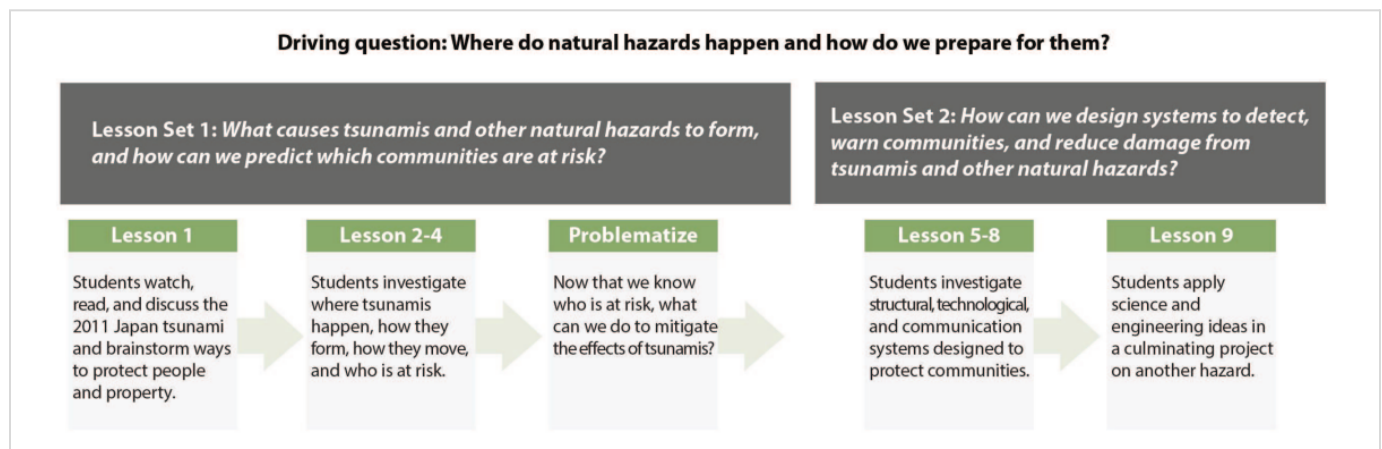 Driving question: Where do natural hazards happen and how do we prepare for them?
Lesson Set 1: What causes tsunamis and other natural hazards to form,
and how can we predict which communities are at risk?
Lesson Set 2: How can we design systems to detect,
warn communities, and reduce damage from
tsunamis and other natural hazards?
Lesson 1
Students watch,
read, and discuss the
2011 Japan tsunami
and brainstorm ways
to protect people
and property.
Lesson 2-4
Students investigate
where tsunamis
happen, how they
form, how they move,
and who is at risk.
Problematize
Now that we know
who is at risk, what
can we do to mitigate
the effects of tsunamis?
Lesson 5-8
Students investigate
structural, technological,
and communication
systems designed to
protect communities.
Lesson 9
Students apply
science and
engineering ideas in
a culminating project
on another hazard.